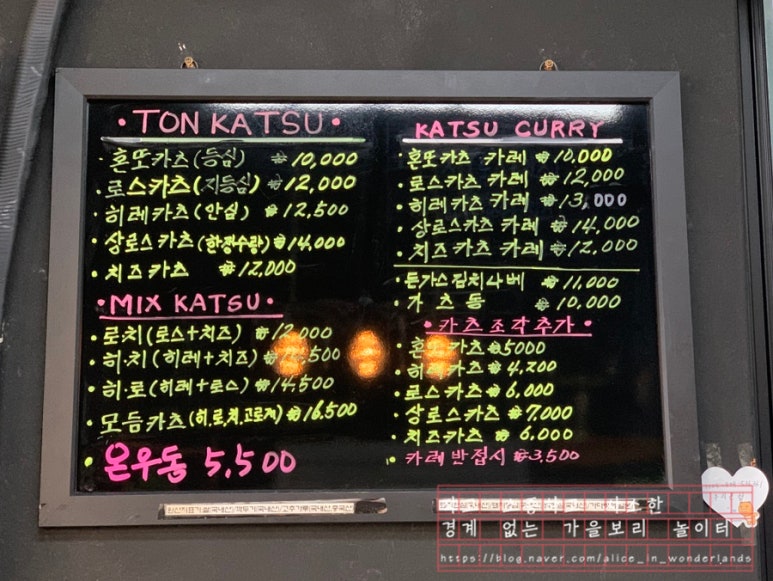 · TON KATSU ·
· 혼또카츠 (등심) ₩ 10,000
· 로스카츠 (지등심) ₩ 12,000
· 히레카츠 (안심) ₩ 12,500
· 상로스카츠 (한정수량) ₩ 14,000
· 치즈카츠 ₩ 12,000
· MIX KATSU ·
· 로.치 (로스+치즈) ₩ 12,000
· 히.치 (히레+치즈) ₩
· 히.로 (히레+로스) ₩ 14,500
· 모듬카츠 (히,로,치,고로케) ₩ 16,500
· 온우동 5,500
KATSU CURRY
· 혼또카츠 카레 ₩ 10,000
· 로스카츠 카레 ₩ 12,000
· 히레카츠 카레 ₩ 13,000
· 상로스카츠 카레 ₩ 14,000
· 치즈카츠 카레 ₩ 12,000
· 돈가스김치나베 ₩ 11,000
· 가츠동 ₩ 10,000
· 카츠 조각추가 ·
· 혼또카츠 ₩ 5000
· 히레카츠 ₩ 4,200
· 로스카츠 ₩ 6,000
· 상로스카츠 ₩ 7,000
· 치즈카츠 ₩ 6,000
· 카레 반접시 ₩ 3,500
경계 없는 가을보리 놀이터
https://blog.naver.com/alice_in_wonderlands